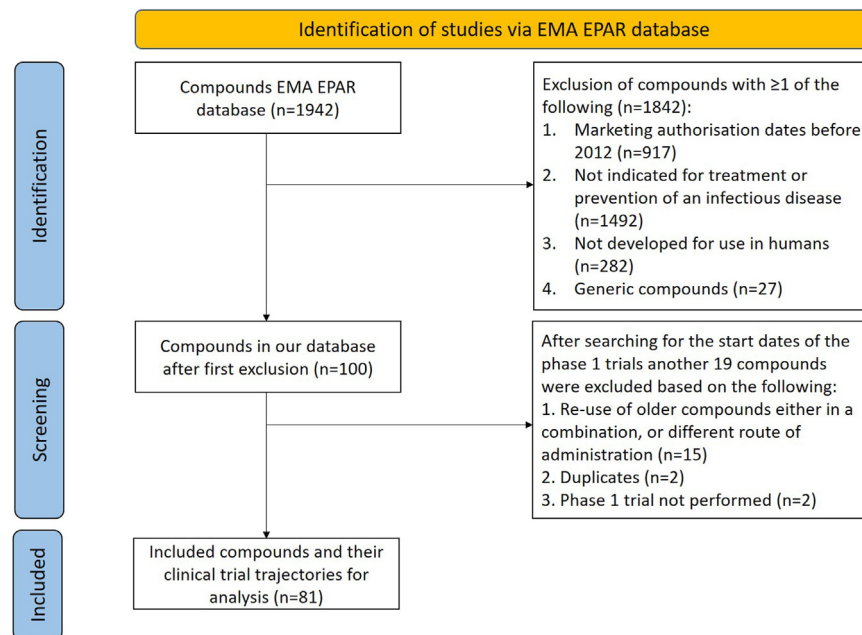 Identification of studies via EMA EPAR database
Identification
Compounds EMA EPAR
database (n=1942)
Exclusion of compounds with ≥1 of the
following (n=1842):
1. Marketing authorisation dates before
2012 (n=917)
2. Not indicated for treatment or
prevention of an infectious disease
(n=1492)
3. Not developed for use in humans
(n=282)
4. Generic compounds (n=27)
Screening
Compounds in our database
after first exclusion (n=100)
After searching for the start dates of the
phase 1 trials another 19 compounds
were excluded based on the following:
1. Re-use of older compounds either in a
combination, or different route of
administration (n=15)
2. Duplicates (n=2)
3. Phase 1 trial not performed (n=2)
Included
Included compounds and their
clinical trial trajectories for
analysis (n=81)